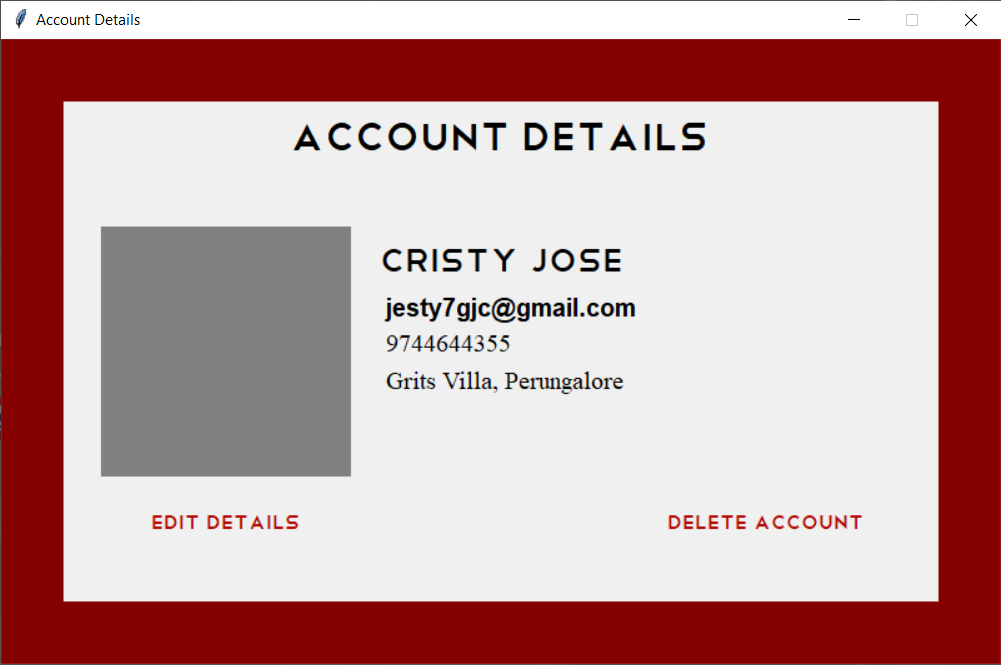 Account Details
ACCOUNT DETAILS
CRISTY JOSE
jesty7gjc@gmail.com
9744644355
Grits Villa, Perungalore
EDIT DETAILS
DELETE ACCOUNT